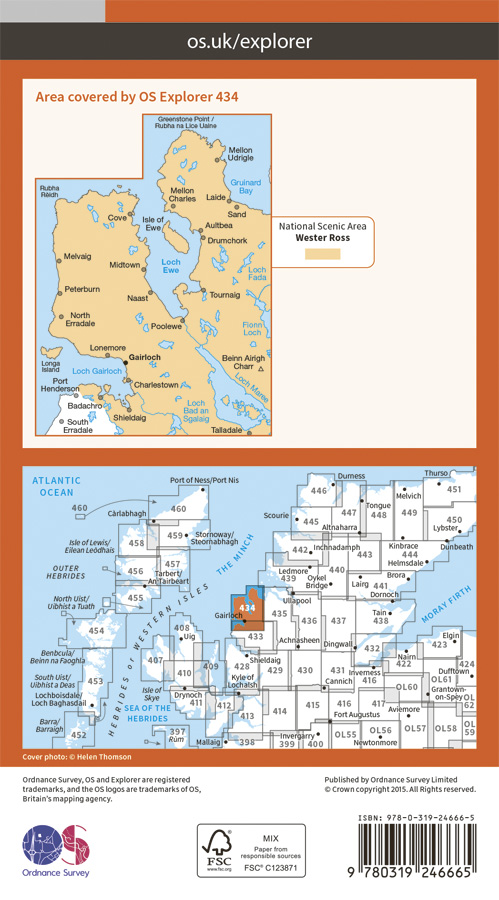 os.uk/explorer
Area covered by OS Explorer 434
Greenstone Point /
Rubha na Lice Uaine
Mellon
Udrigle
Rubha
Rèidh
Gruinard
Bay
Mellon
Charles
Laide
Sand
Cove
Isle of
Ewe
Aultbea
Drumchork
National Scenic Area
Wester Ross
Melvaig
Midtown
Loch
Ewe
Loch
Fada
Peterburn
Naast
Tournaig
North
Erradale
Poolewe
Fionn
Loch
Lonemore
Gairloch
Beinn Airigh
Charr
Longa
Island
Loch Gairloch
Port
Henderson
Charlestown
Loch Maree
Badachro
Loch
Bad an
Sgalaig
Shieldaig
South
Erradale
Talladale
ATLANTIC
OCEAN
Port of Ness/Port Nis
Durness
Thurso
460
460
446
447
Tongue
448
Melvich
449
451
Càrlabhagh
Scourie
445
Altnaharra
450
Lybster
Isle of Lewis/
Eilean Leòdhais
458
459
Stornoway/
Steornabhagh
THE MINCH
442
Inchnadamph
443
Kinbrace
444
Dunbeath
Helmsdale
OUTER
HEBRIDES
456
457
Tarbert/
An Tairbeart
Ledmore
439
Oykel
Bridge
440
Lairg
441
Brora
455
434
Ullapool
Dornoch
MORAY FIRTH
North Uist/
Uibhist a Tuath
Gairloch
435
436
437
Tain
438
454
408
Uig
433
Achnasheen
Dingwall
432
Elgin
423
HEBRIDES or WESTERN ISLES
Benbcula/
Beinn na Faoghla
407
410
409
Shieldaig
428
429
430
431
Inverness
Nairn
422
Dufftown
424
South Uist/
Uibhist a Deas
453
Isle of
Skye
Drynoch
411
Kyle of
Lochalsh
412
Cannich
416
OL60
OL61
Grantown-
on-Spey
OL
62
Lochboisdale/
Loch Baghasdail
SEA OF THE
HEBRIDES
413
414
415
416
Fort Augustus
417
Aviemore
OL57
OL58
OL
59
Barra/
Barraigh
452
397
Rùm
Mallaig
398
Invergarry
399
400
OL55
OL56
Newtonmore
Cover photo: © Helen Thomson
Ordnance Survey, OS and Explorer are registered
trademarks, and the OS logos are trademarks of OS,
Britain's mapping agency.
Published by Ordnance Survey Limited
© Crown copyright 2015. All Rights reserved.
Ordnance Survey
FSC
www.fsc.org
MIX
Paper from
responsible sources
FSC® C123871
ISBN: 978-0-319-24666-5
9 780319 246665